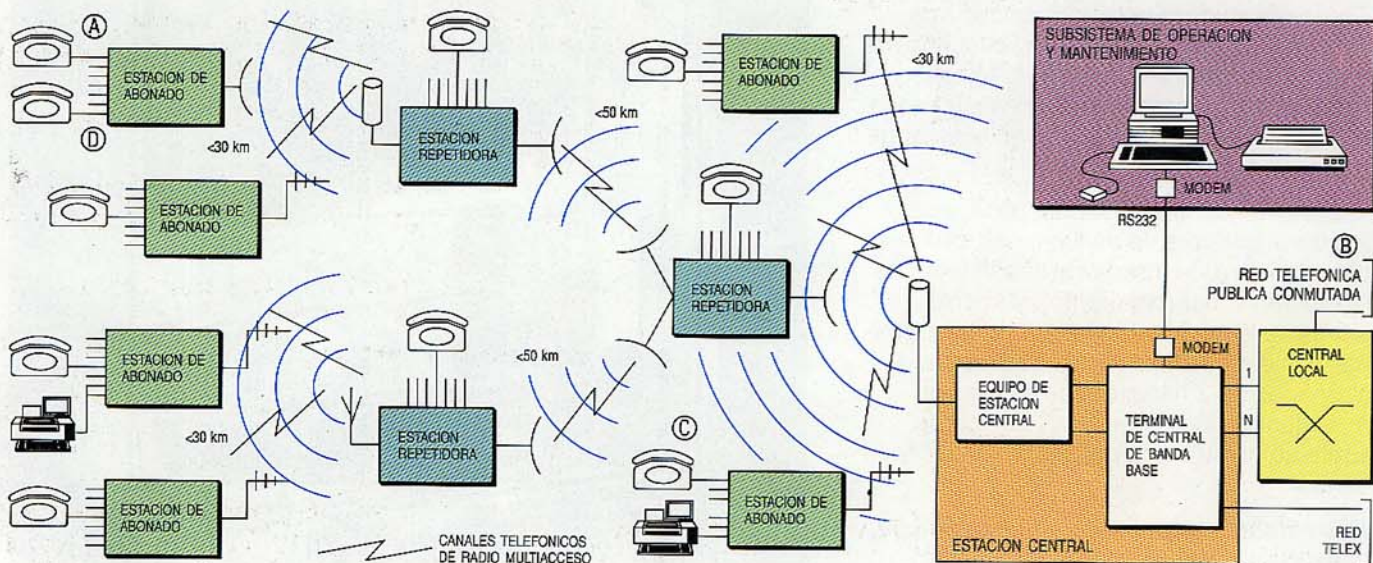 A
ESTACION DE
ABONADO
D
<30 km
ESTACION
REPETIDORA
<50 km
ESTACION DE
ABONADO
<30 km
SUBSISTEMA DE OPERACION
Y MANTENIMIENTO
MODEM
RS232
ESTACION DE
ABONADO
ESTACION
REPETIDORA
B
RED TELEFONICA
PUBLICA CONMUTADA
ESTACION DE
ABONADO
<30 km
ESTACION
REPETIDORA
<50 km
MODEM
EQUIPO DE
ESTACION
CENTRAL
TERMINAL
DE CENTRAL
DE BANDA
BASE
1
N
CENTRAL
LOCAL
ESTACION DE
ABONADO
C
ESTACION DE
ABONADO
CANALES TELEFONICOS
DE RADIO MULTIACCESO
ESTACION CENTRAL
RED
TELEX